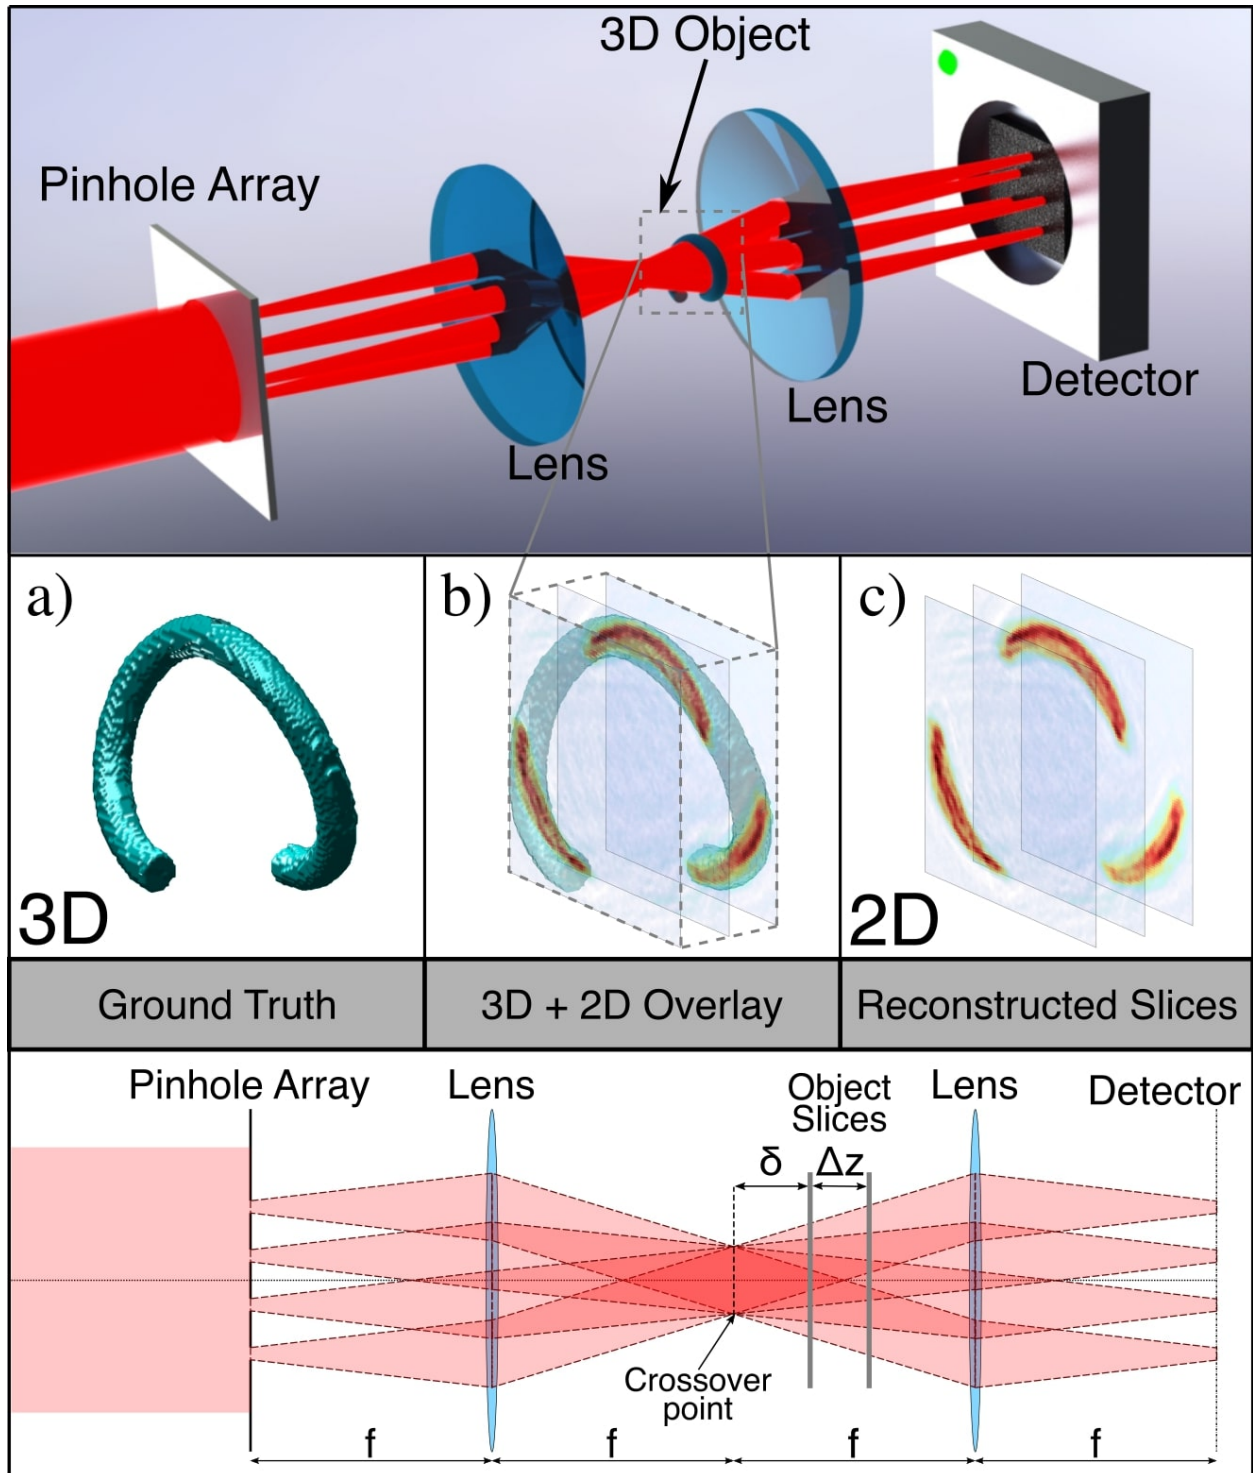 3D Object
Pinhole Array
Lens
Lens
Detector
a)
3D
b)
c)
2D
Ground Truth
3D + 2D Overlay
Reconstructed Slices
Pinhole Array
Lens
Object
Slices
Lens
Detector
δ
Δz
Crossover
point
f
f
f
f